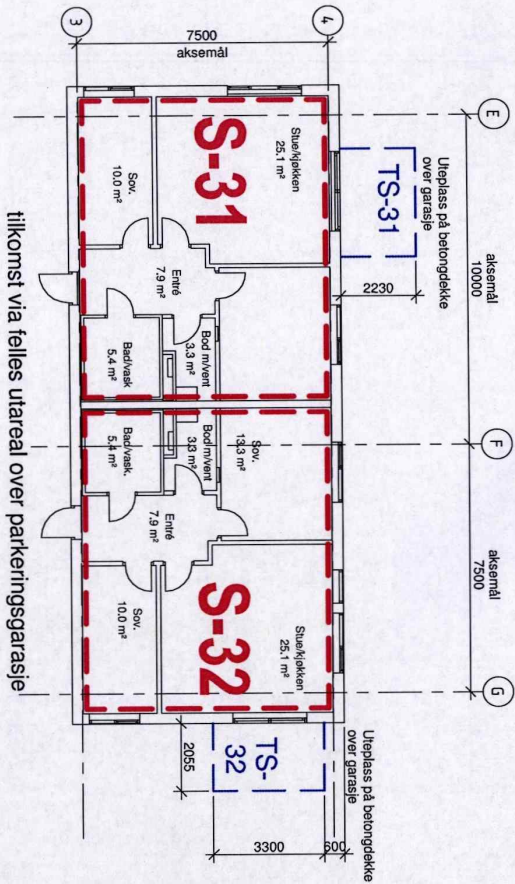 E
F
G
aksemål
10000
aksemål
7500
4
3
7500
aksemål
Uteplass på betongdekke
over garasje
TS-31
2230
Stue/kjøkken
25,1 m²
S-31
Sov.
10.0 m²
Entré
7.9 m²
Bod m/vent
3.3 m²
Bad/vask
5.4 m²
Sov.
13.3 m²
Bod m/vent
3.3 m²
Bad/vask.
5.4 m²
Entré
7.9 m²
Stue/kjøkken
25.1 m²
S-32
Sov.
10.0 m²
Uteplass på betongdekke
over garasje
TS-
32
2055
3300
600
tilkomst via felles utareal over parkeringsgarasje